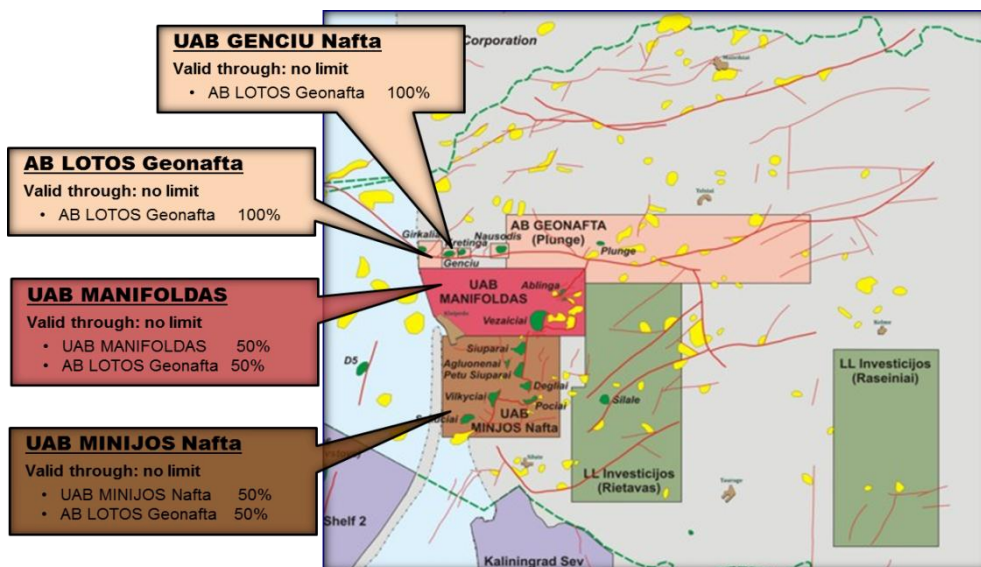 UAB GENCIU Nafta
Valid through: no limit
• AB LOTOS Geonafta 100%
AB LOTOS Geonafta
Valid through: no limit
• AB LOTOS Geonafta 100%
UAB MANIFOLDAS
Valid through: no limit
• UAB MANIFOLDAS 50%
• AB LOTOS Geonafta 50%
UAB MINIJOS Nafta
Valid through: no limit
• UAB MINIJOS Nafta 50%
• AB LOTOS Geonafta 50%
Corporation
AB GEONAFTA
(Plunge)
Plunge
Girkaliai
Kretinga
Nausodis
Genciu
UAB
MANIFOLDAS
Ablinga
Vezaiciai
Siuparai
Agluonenai
Petu Siuparai
Degliai
Vilkyciai
Pociai
UAB
MINJOS Nafta
D5
Silale
LL Investicijos
(Rietavas)
LL Investicijos
(Raseiniai)
Shelf 2
Kaliningrad Sev